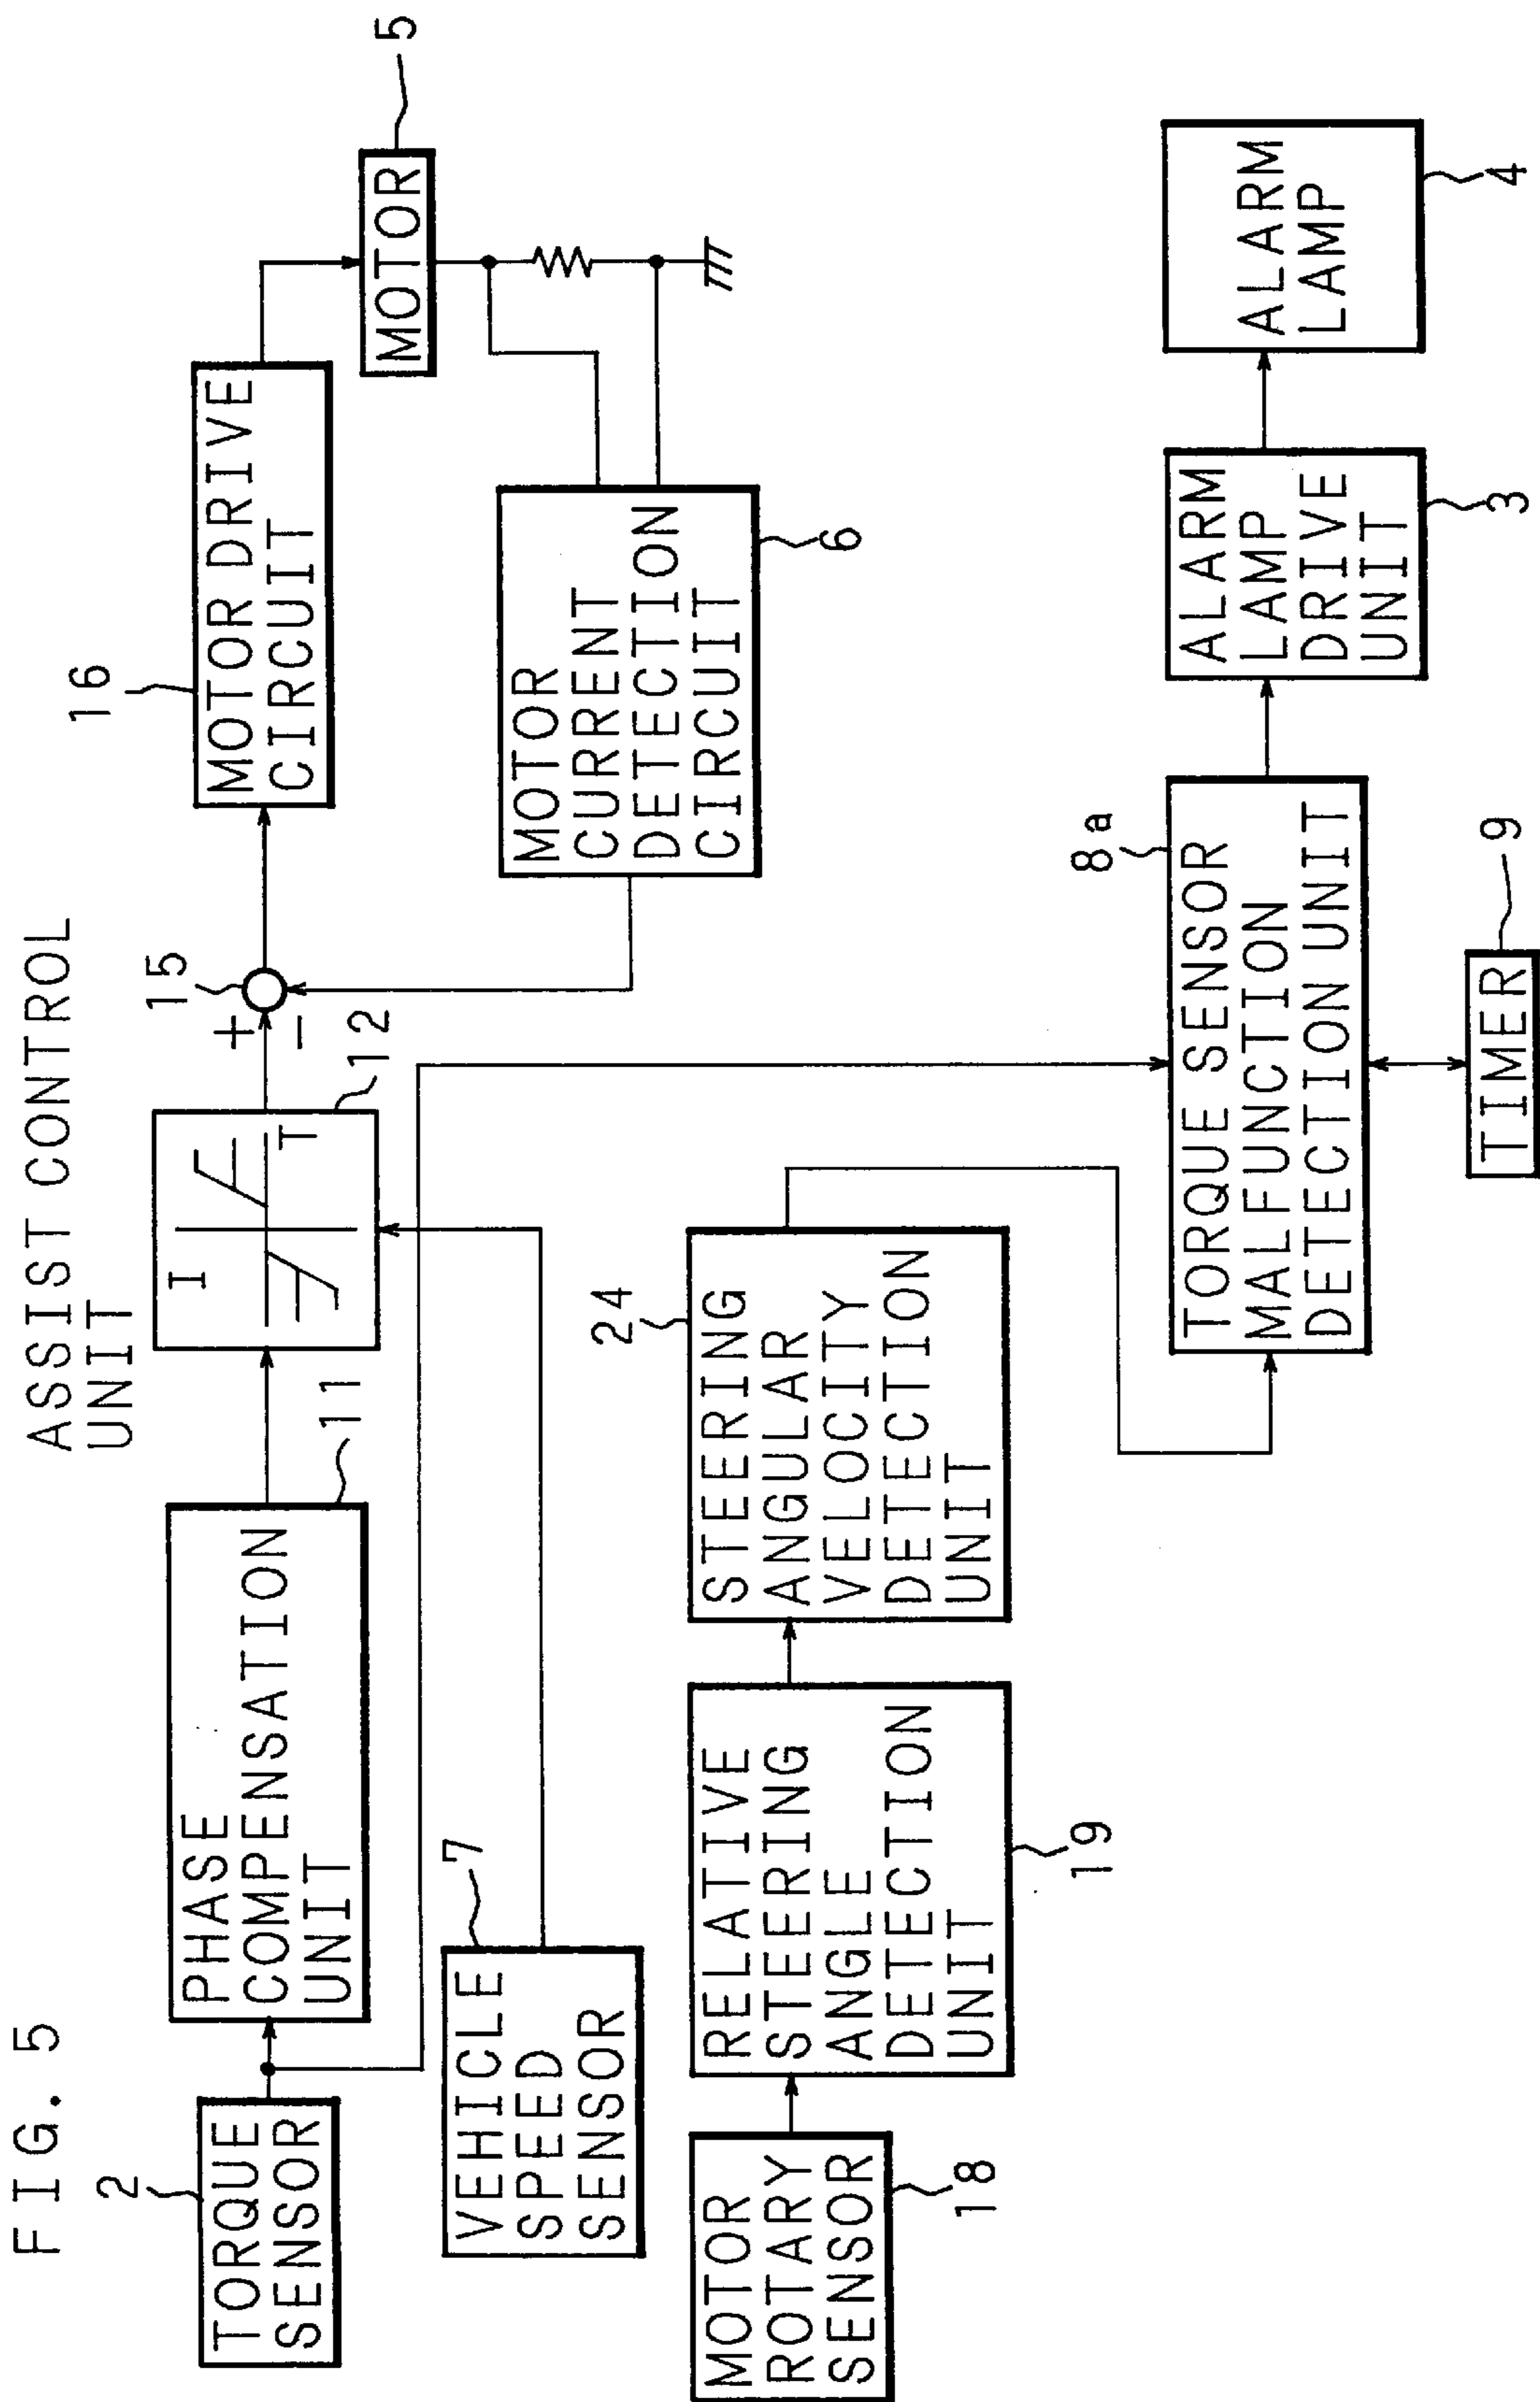 FIG. 5
ASSIST CONTROL
UNIT
2
TORQUE
SENSOR
PHASE
COMPENSATION
UNIT
11
I
T
12
+
−
15
16
MOTOR DRIVE
CIRCUIT
MOTOR
5
VEHICLE
SPEED
SENSOR
7
MOTOR
CURRENT
DETECTION
CIRCUIT
6
MOTOR
ROTARY
SENSOR
18
RELATIVE
STEERING
ANGLE
DETECTION
UNIT
19
24
STEERING
ANGULAR
VELOCITY
DETECTION
UNIT
8a
TORQUE SENSOR
MALFUNCTION
DETECTION UNIT
TIMER
9
ALARM
LAMP
DRIVE
UNIT
3
ALARM
LAMP
4